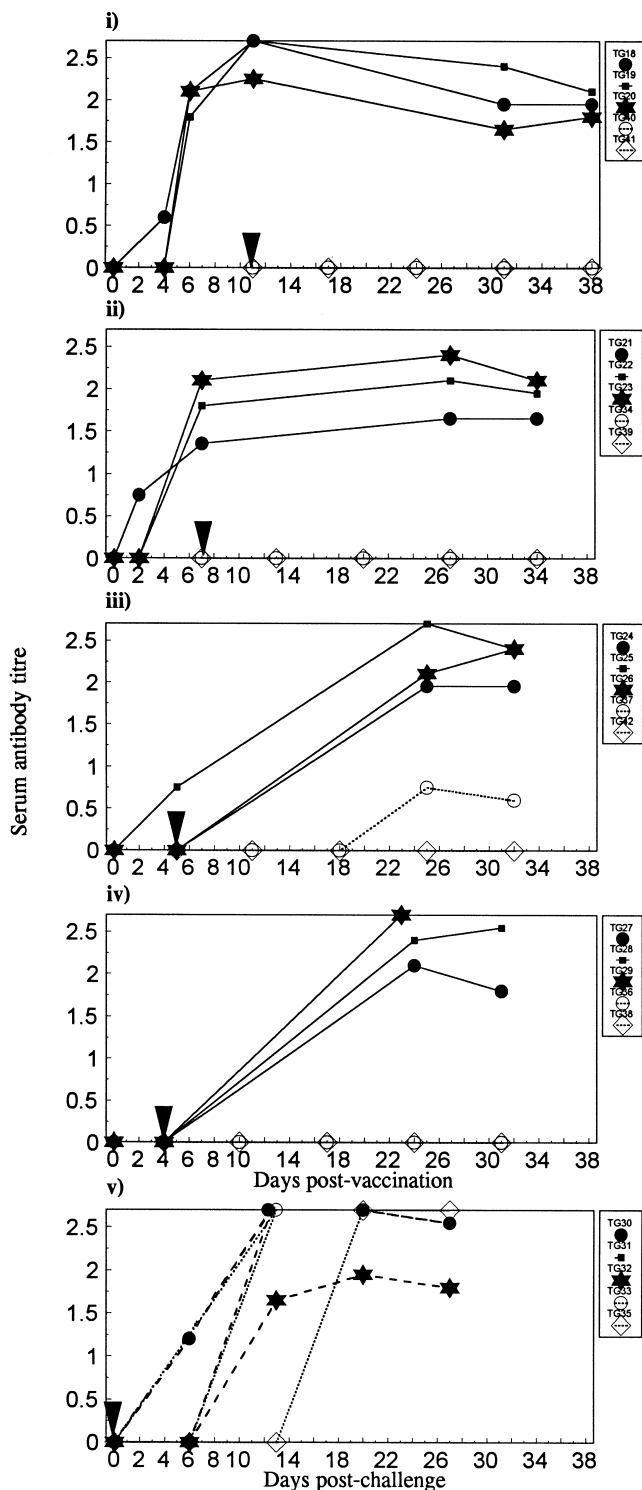 i)
2.5
2
1.5
1
0.5
0
0 2 4 6 8 10 14 18 22 26 30 34 38
TG18
TG19
TG20
TG40
TG41
ii)
2.5
2
1.5
1
0.5
0
0 2 4 6 8 10 14 18 22 26 30 34 38
TG21
TG22
TG23
TG34
TG39
iii)
2.5
2
1.5
1
0.5
0
0 2 4 6 8 10 14 18 22 26 30 34 38
TG24
TG25
TG26
TG37
TG42
Serum antibody titre
iv)
2.5
2
1.5
1
0.5
0
0 2 4 6 8 10 14 18 22 26 30 34 38
Days post-vaccination
TG27
TG28
TG29
TG36
TG38
v)
2.5
2
1.5
1
0.5
0
0 2 4 6 8 10 14 18 22 26 30 34 38
Days post-challenge
TG30
TG31
TG32
TG33
TG35